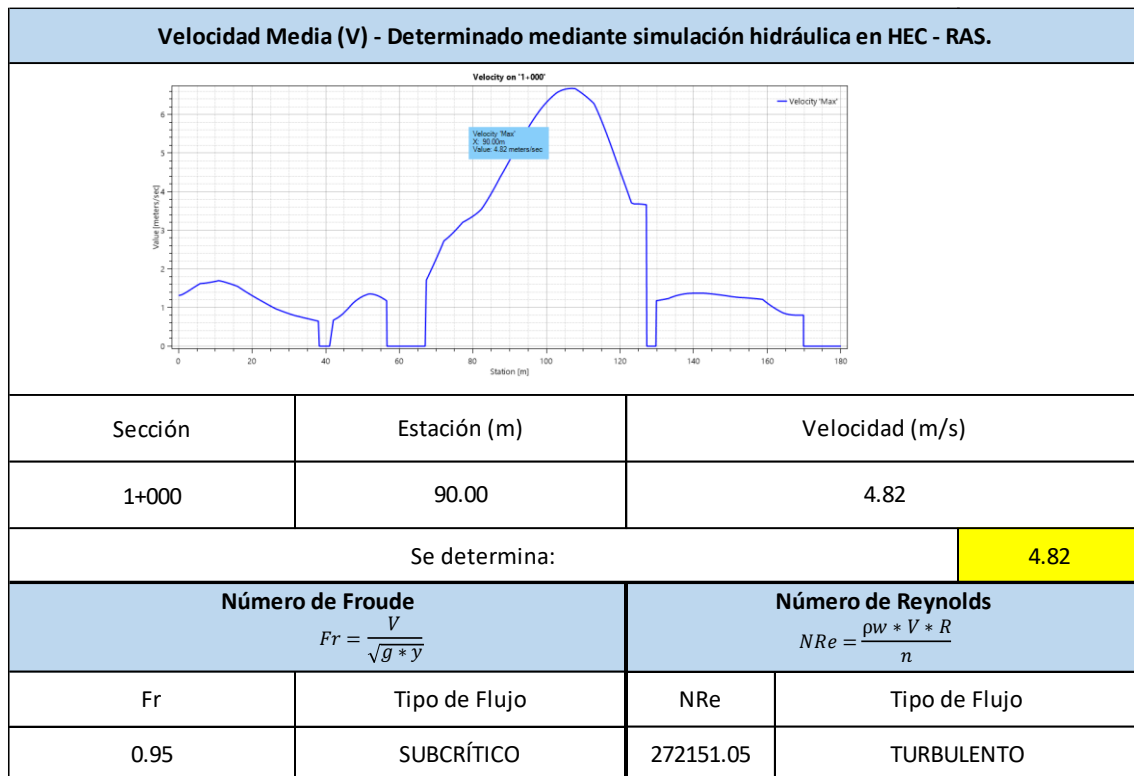 Velocidad Media (V) - Determinado mediante simulación hidráulica en HEC - RAS.
Velocity on '1+000'
Velocity 'Max'
Velocity 'Max'
X: 90.00m
Value: 4.82 meters/sec
Value [meters/sec]
6
5
4
3
2
1
0
0 20 40 60 80 100 120 140 160 180
Station [m]
Sección Estación (m) Velocidad (m/s)
1+000 90.00 4.82
Se determina: 4.82
Número de Froude Número de Reynolds
Fr = V / √g * y NRe = ρw * V * R / n
Fr Tipo de Flujo NRe Tipo de Flujo
0.95 SUBCRÍTICO 272151.05 TURBULENTO